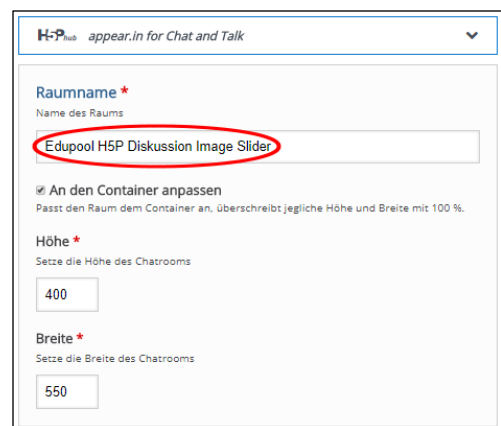 H-5P hub appear.in for Chat and Talk
Raumname *
Name des Raums
Edupool H5P Diskussion Image Slider
An den Container anpassen
Passt den Raum dem Container an, überschreibt jegliche Höhe und Breite mit 100 %.
Höhe *
Setze die Höhe des Chatrooms
400
Breite *
Setze die Breite des Chatrooms
550